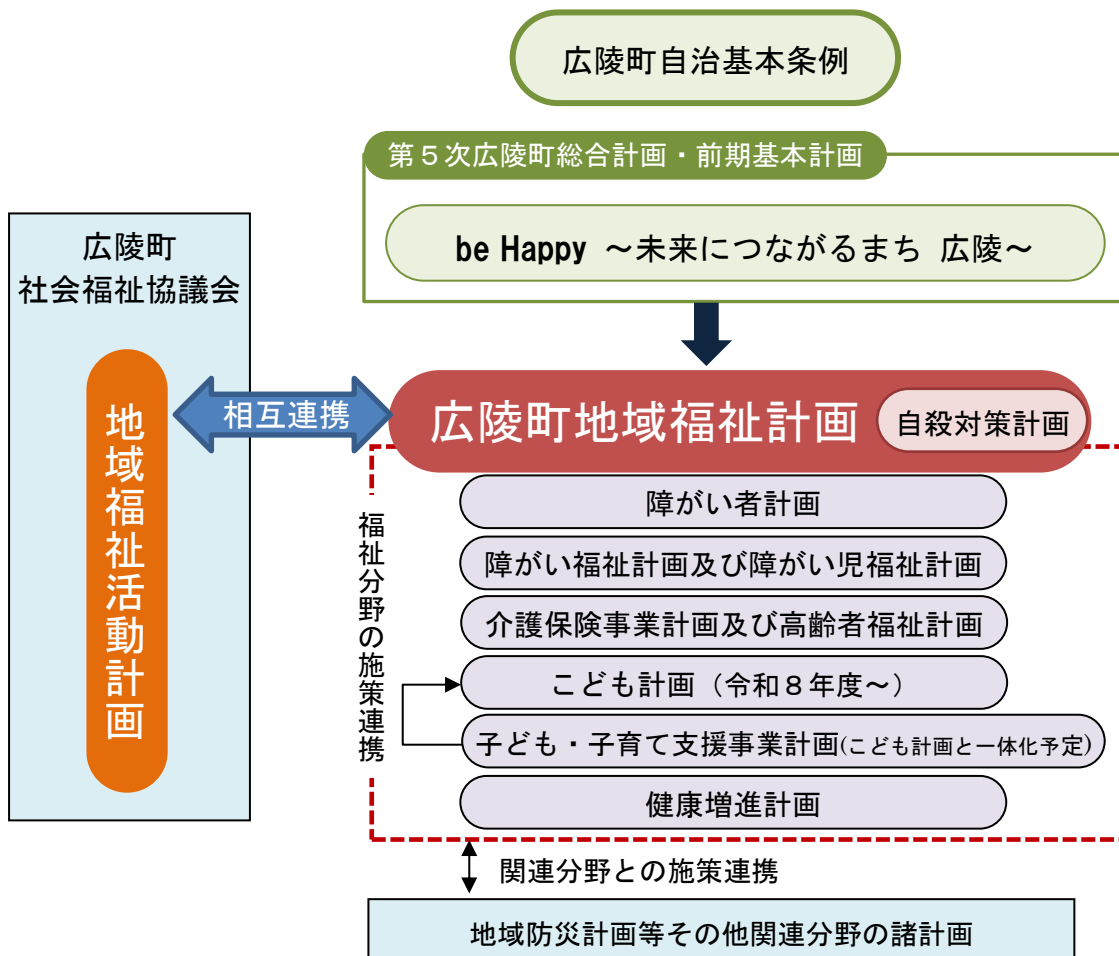 広陵町自治基本条例
第５次広陵町総合計画・前期基本計画
be Happy ～未来につながるまち 広陵～
広陵町
社会福祉協議会
地域福祉活動計画
相互連携
広陵町地域福祉計画
自殺対策計画
福祉分野の施策連携
障がい者計画
障がい福祉計画及び障がい児福祉計画
介護保険事業計画及び高齢者福祉計画
こども計画（令和８年度～）
子ども・子育て支援事業計画(こども計画と一体化予定)
健康増進計画
関連分野との施策連携
地域防災計画等その他関連分野の諸計画